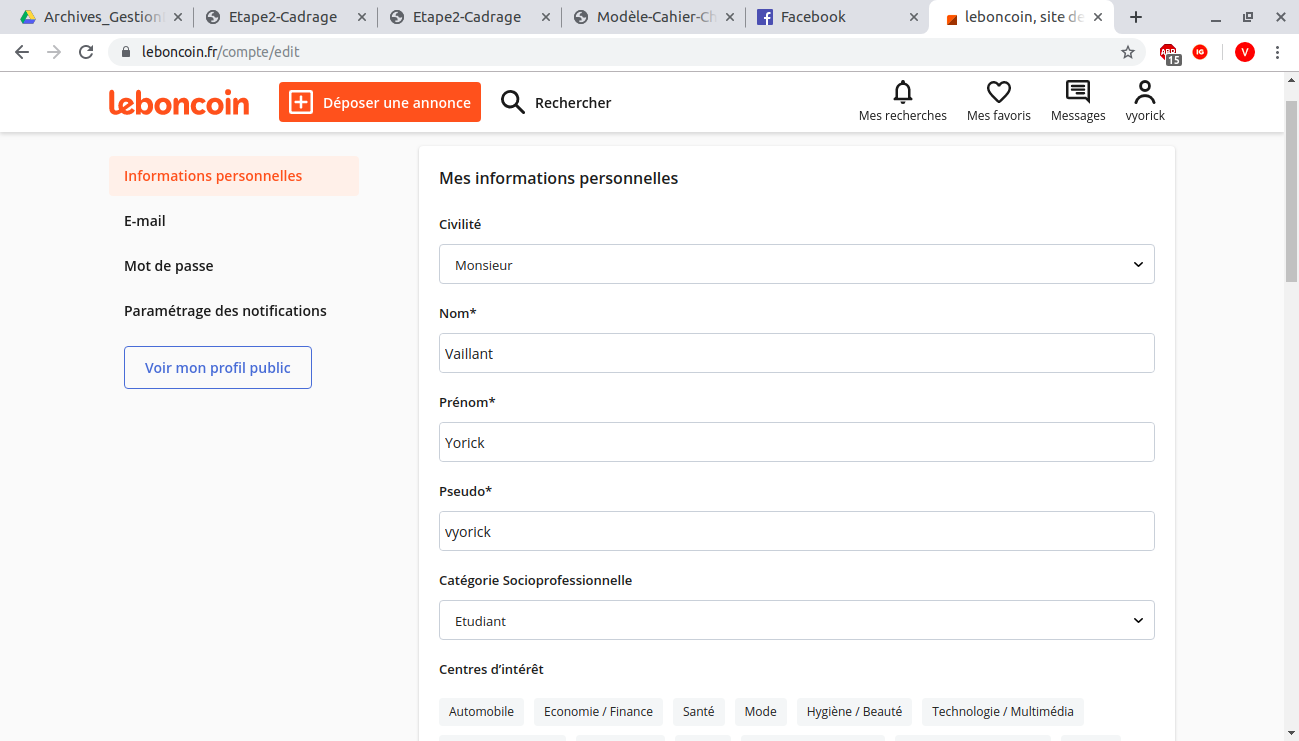 Archives_Gestion
Etape2-Cadrage
Etape2-Cadrage
Modèle-Cahier-Ch
Facebook
leboncoin, site de
leboncoin.fr/compte/edit
ABP
15
IG
V
leboncoin
Déposer une annonce
Rechercher
Mes recherches
Mes favoris
Messages
vyorick
Informations personnelles
E-mail
Mot de passe
Paramétrage des notifications
Voir mon profil public
Mes informations personnelles
Civilité
Monsieur
Nom*
Vaillant
Prénom*
Yorick
Pseudo*
vyorick
Catégorie Socioprofessionnelle
Etudiant
Centres d’intérêt
Automobile
Economie / Finance
Santé
Mode
Hygiène / Beauté
Technologie / Multimédia